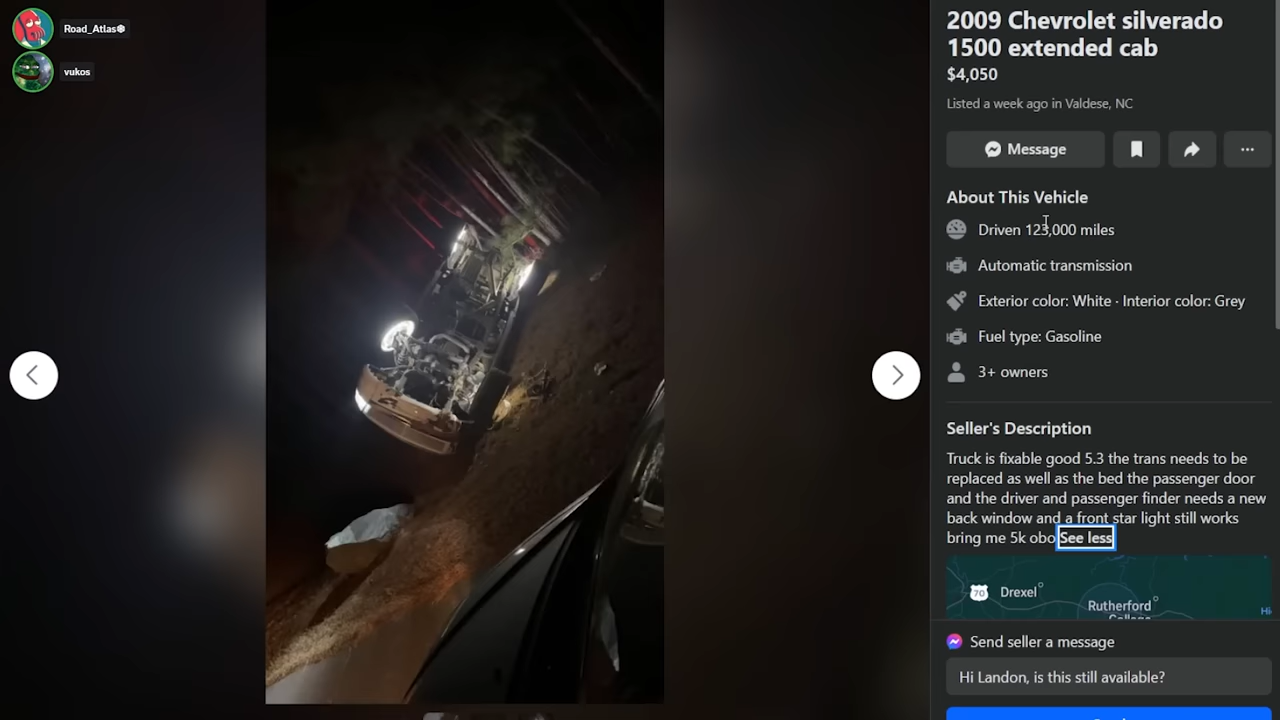 Road_Atlas
vukos
2009 Chevrolet silverado
1500 extended cab
$4,050
Listed a week ago in Valdese, NC
Message
About This Vehicle
Driven 123,000 miles
Automatic transmission
Exterior color: White · Interior color: Grey
Fuel type: Gasoline
3+ owners
Seller's Description
Truck is fixable good 5.3 the trans needs to be
replaced as well as the bed the passenger door
and the driver and passenger finder needs a new
back window and a front star light still works
bring me 5k obo See less
70
Drexel
Rutherford
College
Hi
Send seller a message
Hi Landon, is this still available?